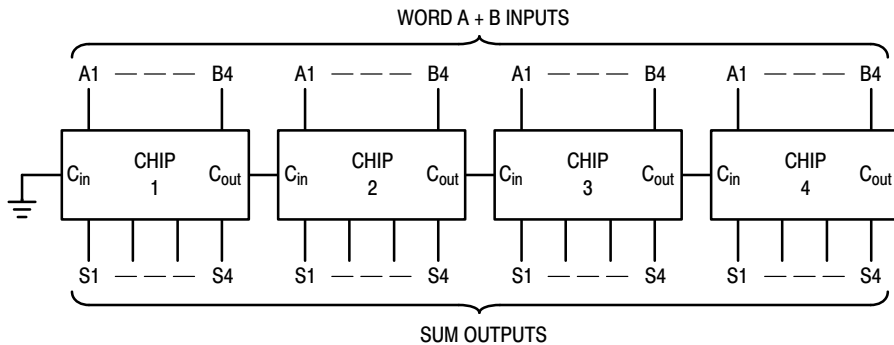 WORD A + B INPUTS
A1 — — — B4 A1 — — — B4 A1 — — — B4 A1 — — — B4
Cin CHIP 1 Cout Cin CHIP 2 Cout Cin CHIP 3 Cout Cin CHIP 4
S1 — — — S4 S1 — — — S4 S1 — — — S4 S1 — — — S4
SUM OUTPUTS